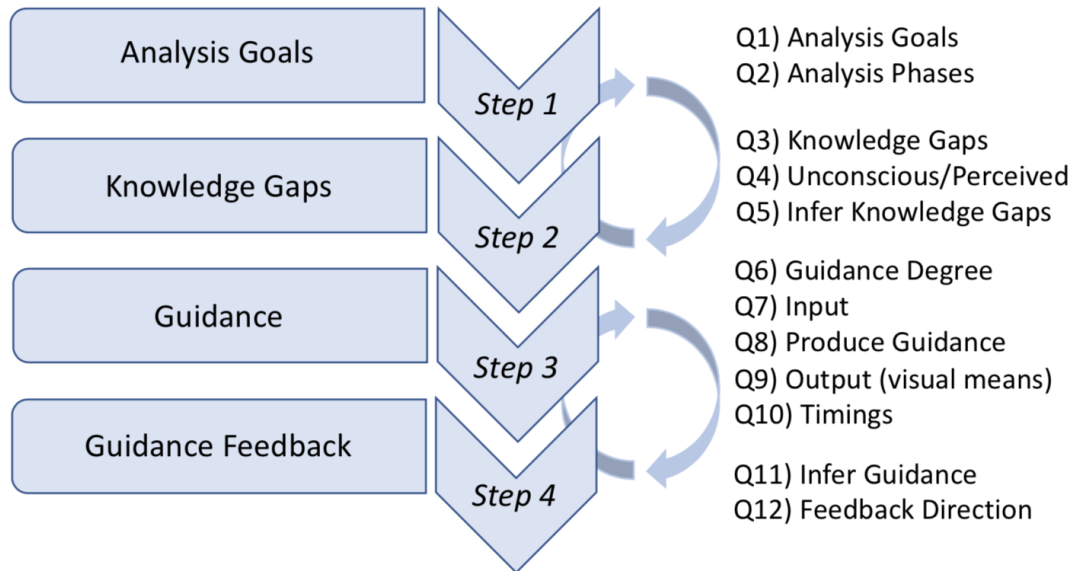 Analysis Goals
Step 1
Q1) Analysis Goals
Q2) Analysis Phases
Knowledge Gaps
Step 2
Q3) Knowledge Gaps
Q4) Unconscious/Perceived
Q5) Infer Knowledge Gaps
Guidance
Step 3
Q6) Guidance Degree
Q7) Input
Q8) Produce Guidance
Q9) Output (visual means)
Q10) Timings
Guidance Feedback
Step 4
Q11) Infer Guidance
Q12) Feedback Direction